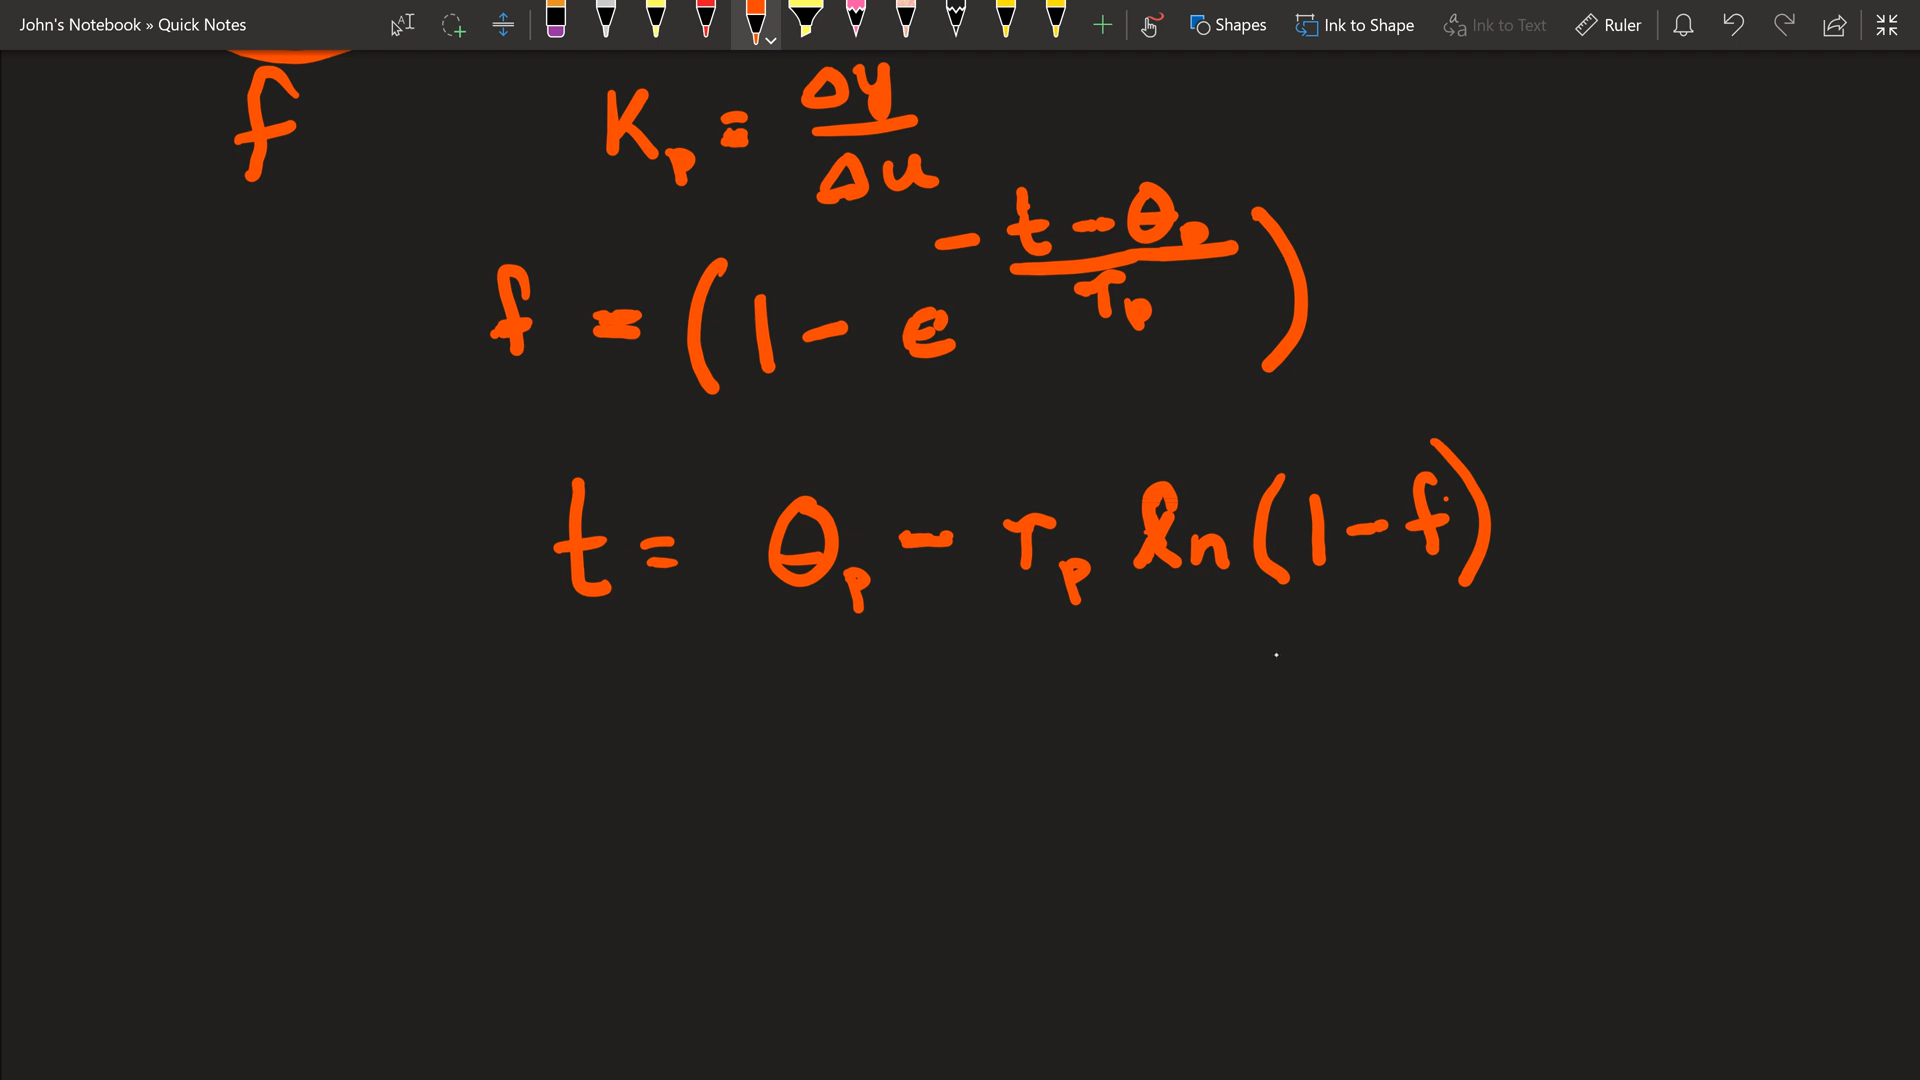 John's Notebook » Quick Notes
Shapes
Ink to Shape
Ink to Text
Ruler
f
Kp = Δy / Δu
f = (1 - e^(- (t - θp) / τp))
t = θp - τp ln(1 - f)